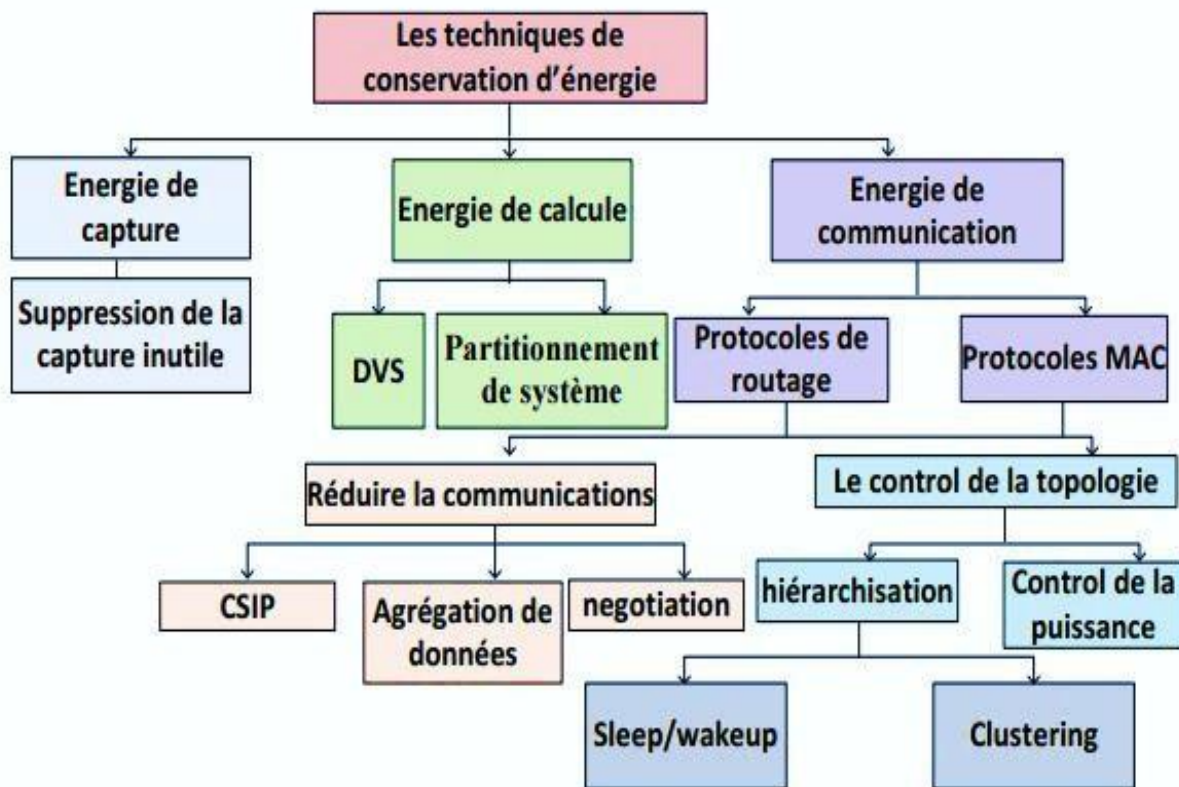 Les techniques de
conservation d'énergie
Energie de
capture
Energie de calcule
Energie de
communication
Suppression de la
capture inutile
DVS
Partitionnement
de système
Protocoles de
routage
Protocoles MAC
Réduire la communications
Le control de la topologie
CSIP
Agrégation de
données
negotiation
hiérarchisation
Control de la
puissance
Sleep/wakeup
Clustering